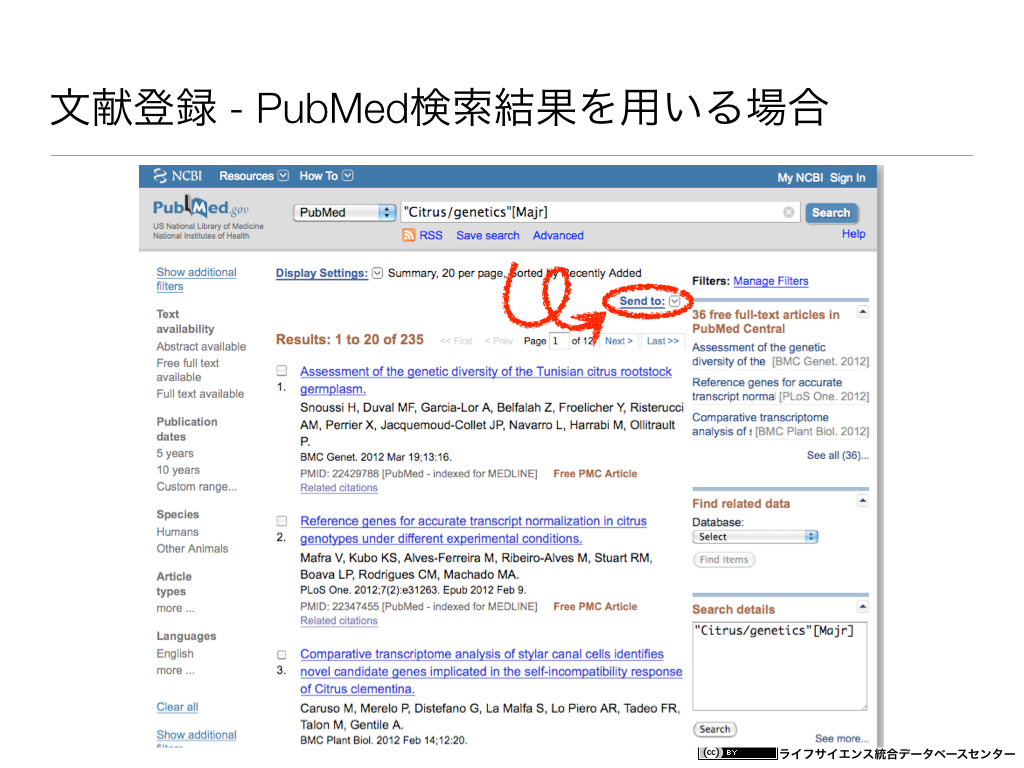 文献登録 - PubMed検索結果を用いる場合
NCBI Resources How To My NCBI Sign In
PubMed.gov
US National Library of Medicine
National Institutes of Health
PubMed "Citrus/genetics"[Majr] Search
RSS Save search Advanced Help
Show additional
filters
Text
availability
Abstract available
Free full text
available
Full text available
Publication
dates
5 years
10 years
Custom range...
Species
Humans
Other Animals
Article
types
more ...
Languages
English
more ...
Clear all
Show additional
filters
Display Settings: Summary, 20 per page, Sorted by Recently Added
Send to:
Results: 1 to 20 of 235 << First < Prev Page 1 of 12 Next > Last >>
Assessment of the genetic diversity of the Tunisian citrus rootstock
1. germplasm.
Snoussi H, Duval MF, Garcia-Lor A, Belfalah Z, Froelicher Y, Risterucci
AM, Perrier X, Jacquemoud-Collet JP, Navarro L, Harrabi M, Ollitrault
P.
BMC Genet. 2012 Mar 19;13:16.
PMID: 22429788 [PubMed - indexed for MEDLINE] Free PMC Article
Related citations
Reference genes for accurate transcript normalization in citrus
2. genotypes under different experimental conditions.
Mafra V, Kubo KS, Alves-Ferreira M, Ribeiro-Alves M, Stuart RM,
Boava LP, Rodrigues CM, Machado MA.
PLoS One. 2012;7(2):e31263. Epub 2012 Feb 9.
PMID: 22347455 [PubMed - indexed for MEDLINE] Free PMC Article
Related citations
Comparative transcriptome analysis of stylar canal cells identifies
3. novel candidate genes implicated in the self-incompatibility response
of Citrus clementina.
Caruso M, Merelo P, Distefano G, La Malfa S, Lo Piero AR, Tadeo FR,
Talon M, Gentile A.
BMC Plant Biol. 2012 Feb 14;12:20.
Filters: Manage Filters
36 free full-text articles in
PubMed Central
Assessment of the genetic
diversity of the [BMC Genet. 2012]
Reference genes for accurate
transcript normal [PLoS One. 2012]
Comparative transcriptome
analysis of s [BMC Plant Biol. 2012]
See all (36)...
Find related data
Database:
Select
Find items
Search details
"Citrus/genetics"[Majr]
Search
See more...
(cc) BY ライフサイエンス統合データベースセンター